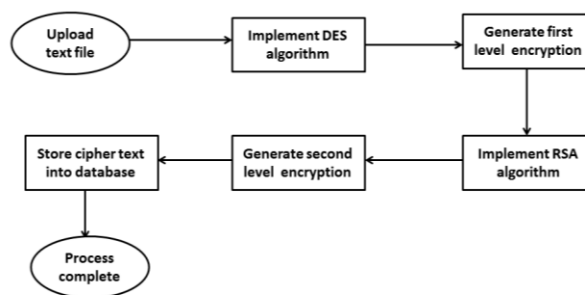 Upload
text file
Implement DES
algorithm
Generate first
level encryption
Implement RSA
algorithm
Generate second
level encryption
Store cipher text
into database
Process
complete